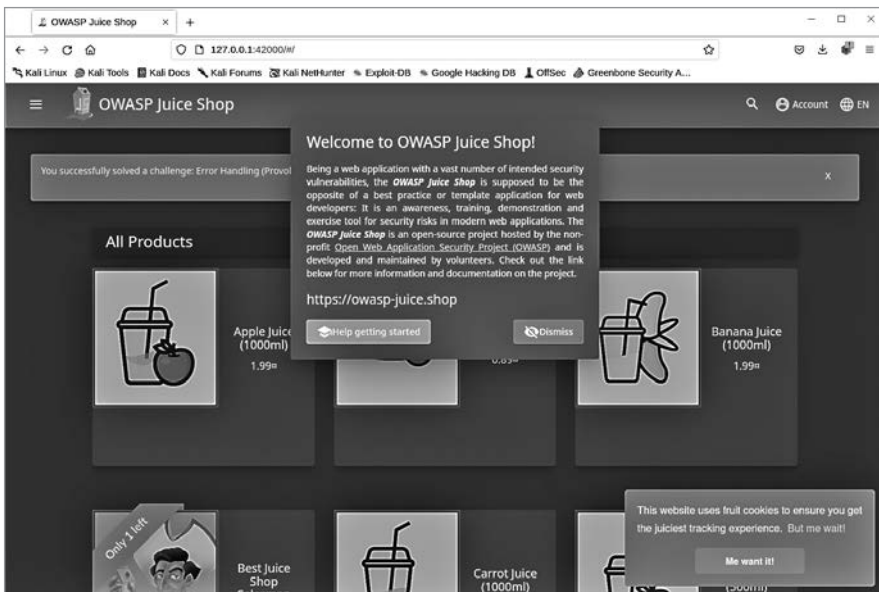 OWASP Juice Shop
127.0.0.1:42000/#/
Kali Linux Kali Tools Kali Docs Kali Forums Kali NetHunter Exploit-DB Google Hacking DB OffSec Greenbone Security A...
OWASP Juice Shop
Account EN
You successfully solved a challenge: Error Handling (Provo
X
Welcome to OWASP Juice Shop!
Being a web application with a vast number of intended security
vulnerabilities, the OWASP Juice Shop is supposed to be the
opposite of a best practice or template application for web
developers: It is an awareness, training, demonstration and
exercise tool for security risks in modern web applications. The
OWASP Juice Shop is an open-source project hosted by the non-
profit Open Web Application Security Project (OWASP) and is
developed and maintained by volunteers. Check out the link
below for more information and documentation on the project.
https://owasp-juice.shop
Help getting started
Dismiss
All Products
Apple Juice
(1000ml)
1.99¤
0.89¤
Banana Juice
(1000ml)
1.99¤
Only 1 left
Best Juice
Shop
Carrot Juice
(1000ml)
(500ml)
This website uses fruit cookies to ensure you get
the juiciest tracking experience. But me wait!
Me want it!